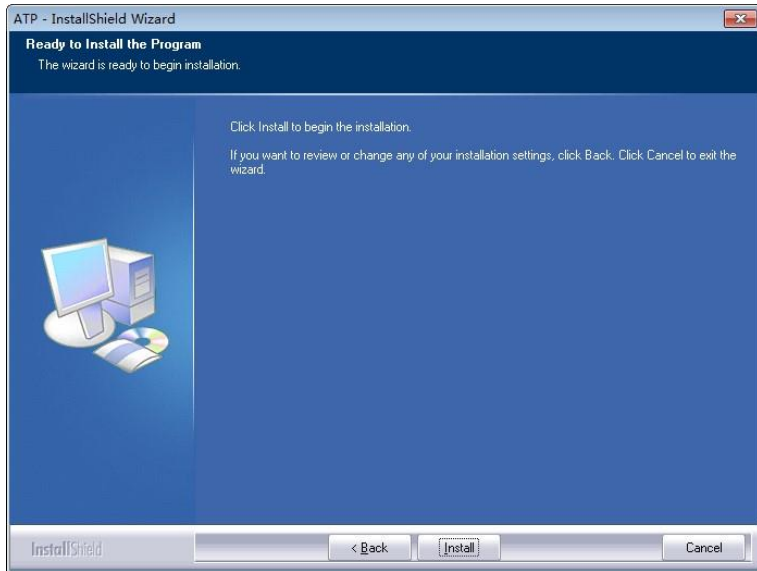 ATP - InstallShield Wizard
Ready to Install the Program
The wizard is ready to begin installation.
Click Install to begin the installation.
If you want to review or change any of your installation settings, click Back. Click Cancel to exit the
wizard.
InstallShield
< Back
Install
Cancel